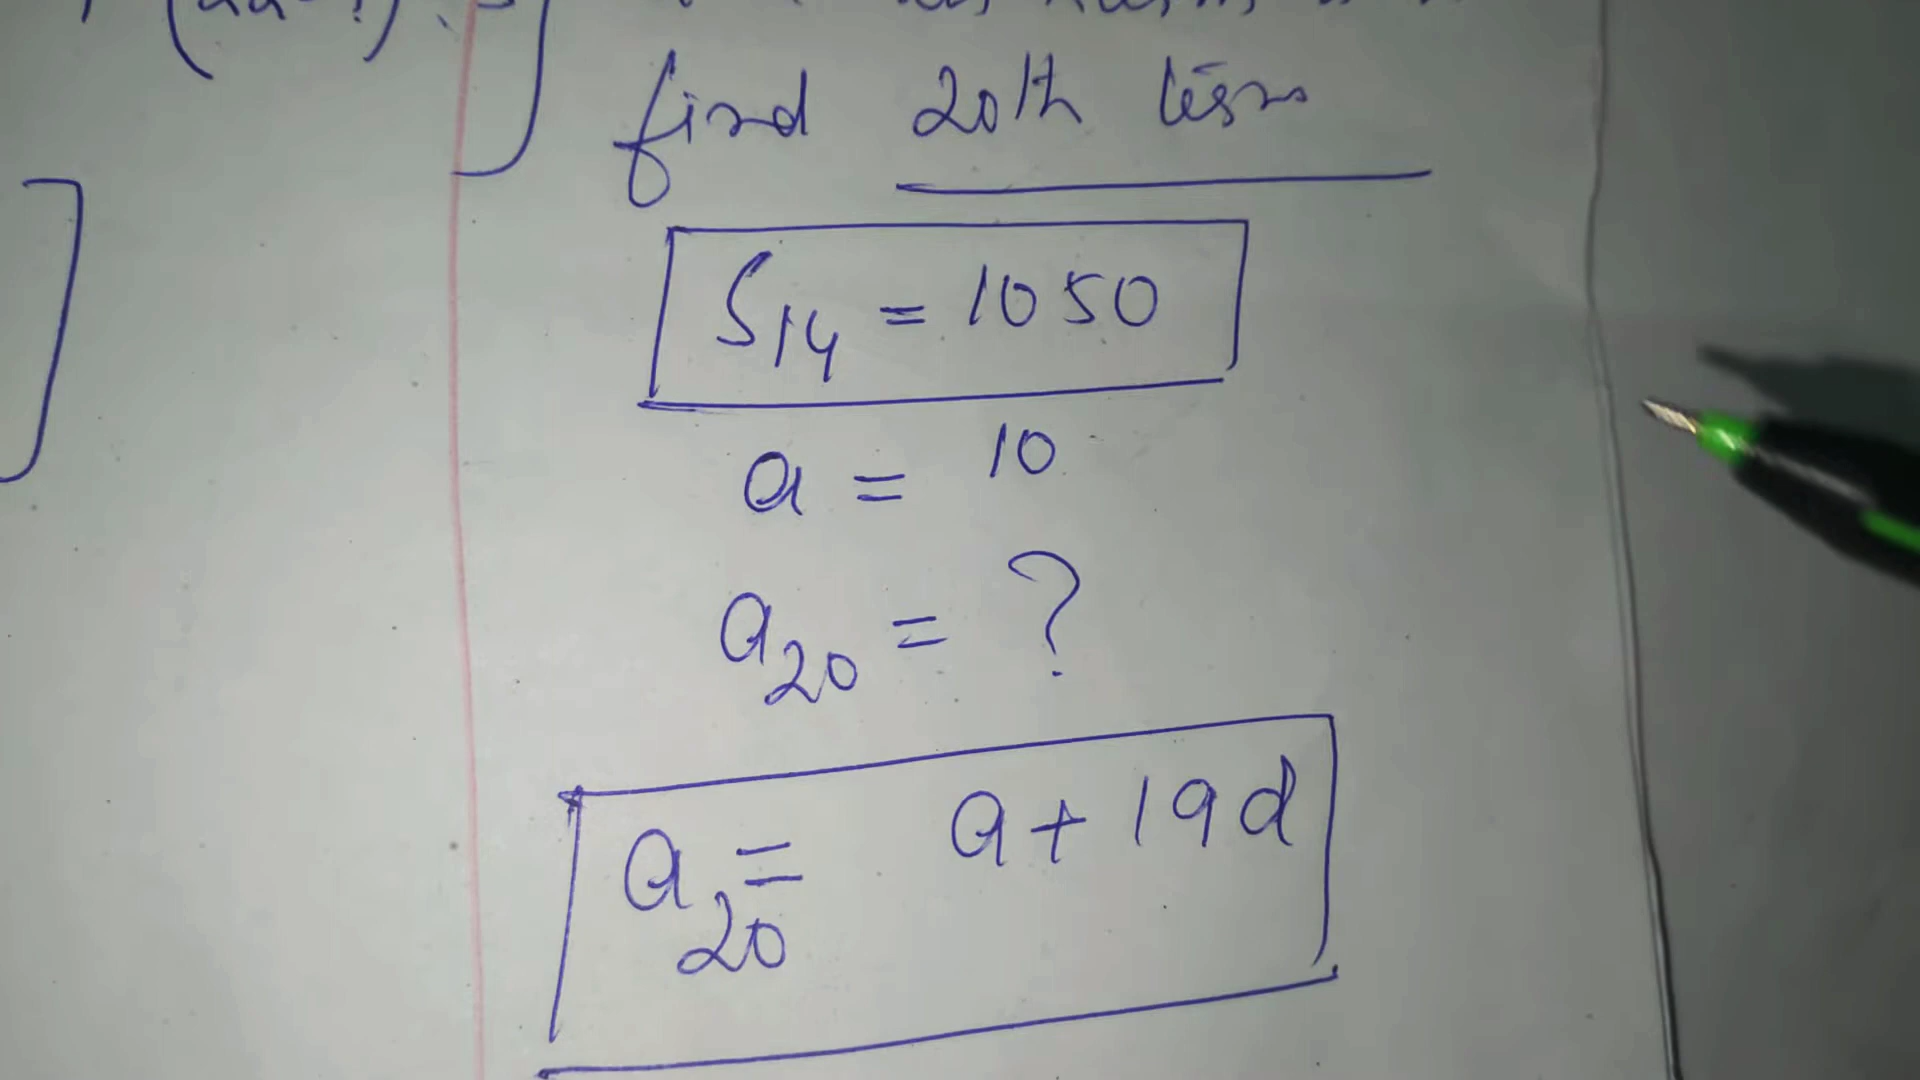 find 20th term
S14 = 1050
a = 10
a20 = ?
a20 = a + 19d